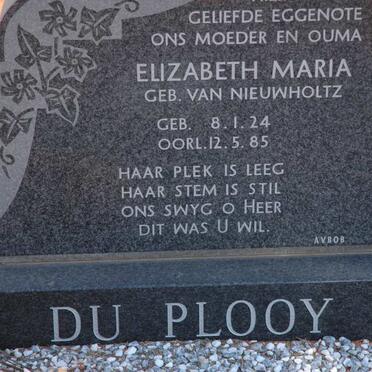 GELIEFDE EGGENOTE
ONS MOEDER EN OUMA
ELIZABETH MARIA
GEB. VAN NIEUWHOLTZ
GEB. 8.1.24
OORL.12.5.85
HAAR PLEK IS LEEG
HAAR STEM IS STIL
ONS SWYG O HEER
DIT WAS U WIL.
AVBOB
DU PLOOY